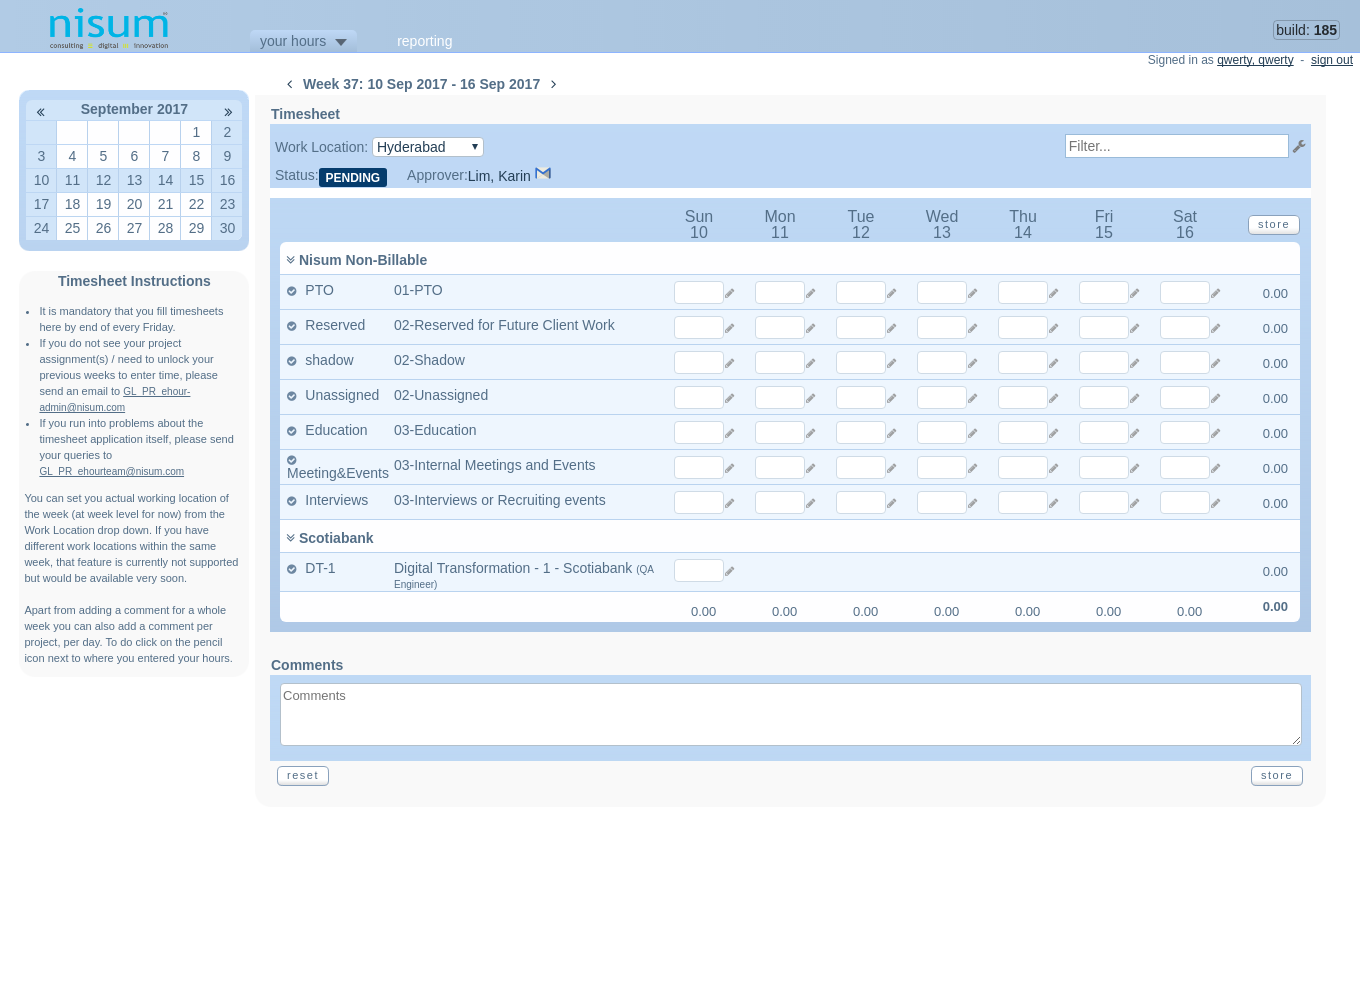 nisum
consulting digital innovation
your hours
reporting
build: 185
Signed in as qwerty, qwerty - sign out
Week 37: 10 Sep 2017 - 16 Sep 2017
September 2017
1 2
3 4 5 6 7 8 9
10 11 12 13 14 15 16
17 18 19 20 21 22 23
24 25 26 27 28 29 30
Timesheet Instructions
• It is mandatory that you fill timesheets
here by end of every Friday.
• If you do not see your project
assignment(s) / need to unlock your
previous weeks to enter time, please
send an email to GL_PR_ehour-
admin@nisum.com
• If you run into problems about the
timesheet application itself, please send
your queries to
GL_PR_ehourteam@nisum.com
You can set you actual working location of
the week (at week level for now) from the
Work Location drop down. If you have
different work locations within the same
week, that feature is currently not supported
but would be available very soon.
Apart from adding a comment for a whole
week you can also add a comment per
project, per day. To do click on the pencil
icon next to where you entered your hours.
Timesheet
Work Location: Hyderabad
Filter...
Status: PENDING Approver: Lim, Karin
Sun Mon Tue Wed Thu Fri Sat
10 11 12 13 14 15 16
store
Nisum Non-Billable
PTO 01-PTO 0.00
Reserved 02-Reserved for Future Client Work 0.00
shadow 02-Shadow 0.00
Unassigned 02-Unassigned 0.00
Education 03-Education 0.00
Meeting&Events 03-Internal Meetings and Events 0.00
Interviews 03-Interviews or Recruiting events 0.00
Scotiabank
DT-1 Digital Transformation - 1 - Scotiabank (QA
Engineer) 0.00
0.00 0.00 0.00 0.00 0.00 0.00 0.00 0.00
Comments
Comments
reset
store